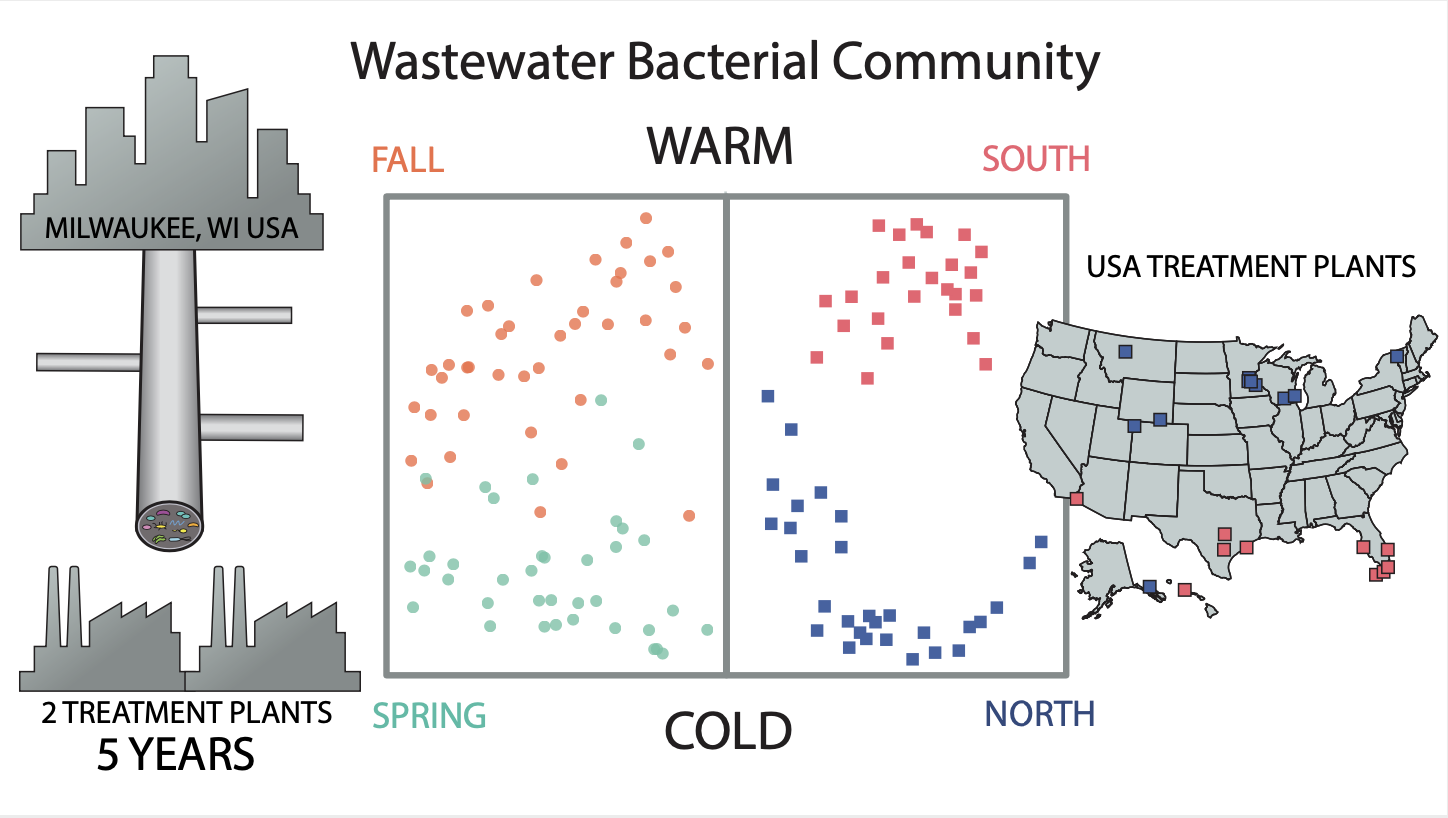 Wastewater Bacterial Community
WARM
FALL
SOUTH
MILWAUKEE, WI USA
USA TREATMENT PLANTS
2 TREATMENT PLANTS
5 YEARS
SPRING
NORTH
COLD